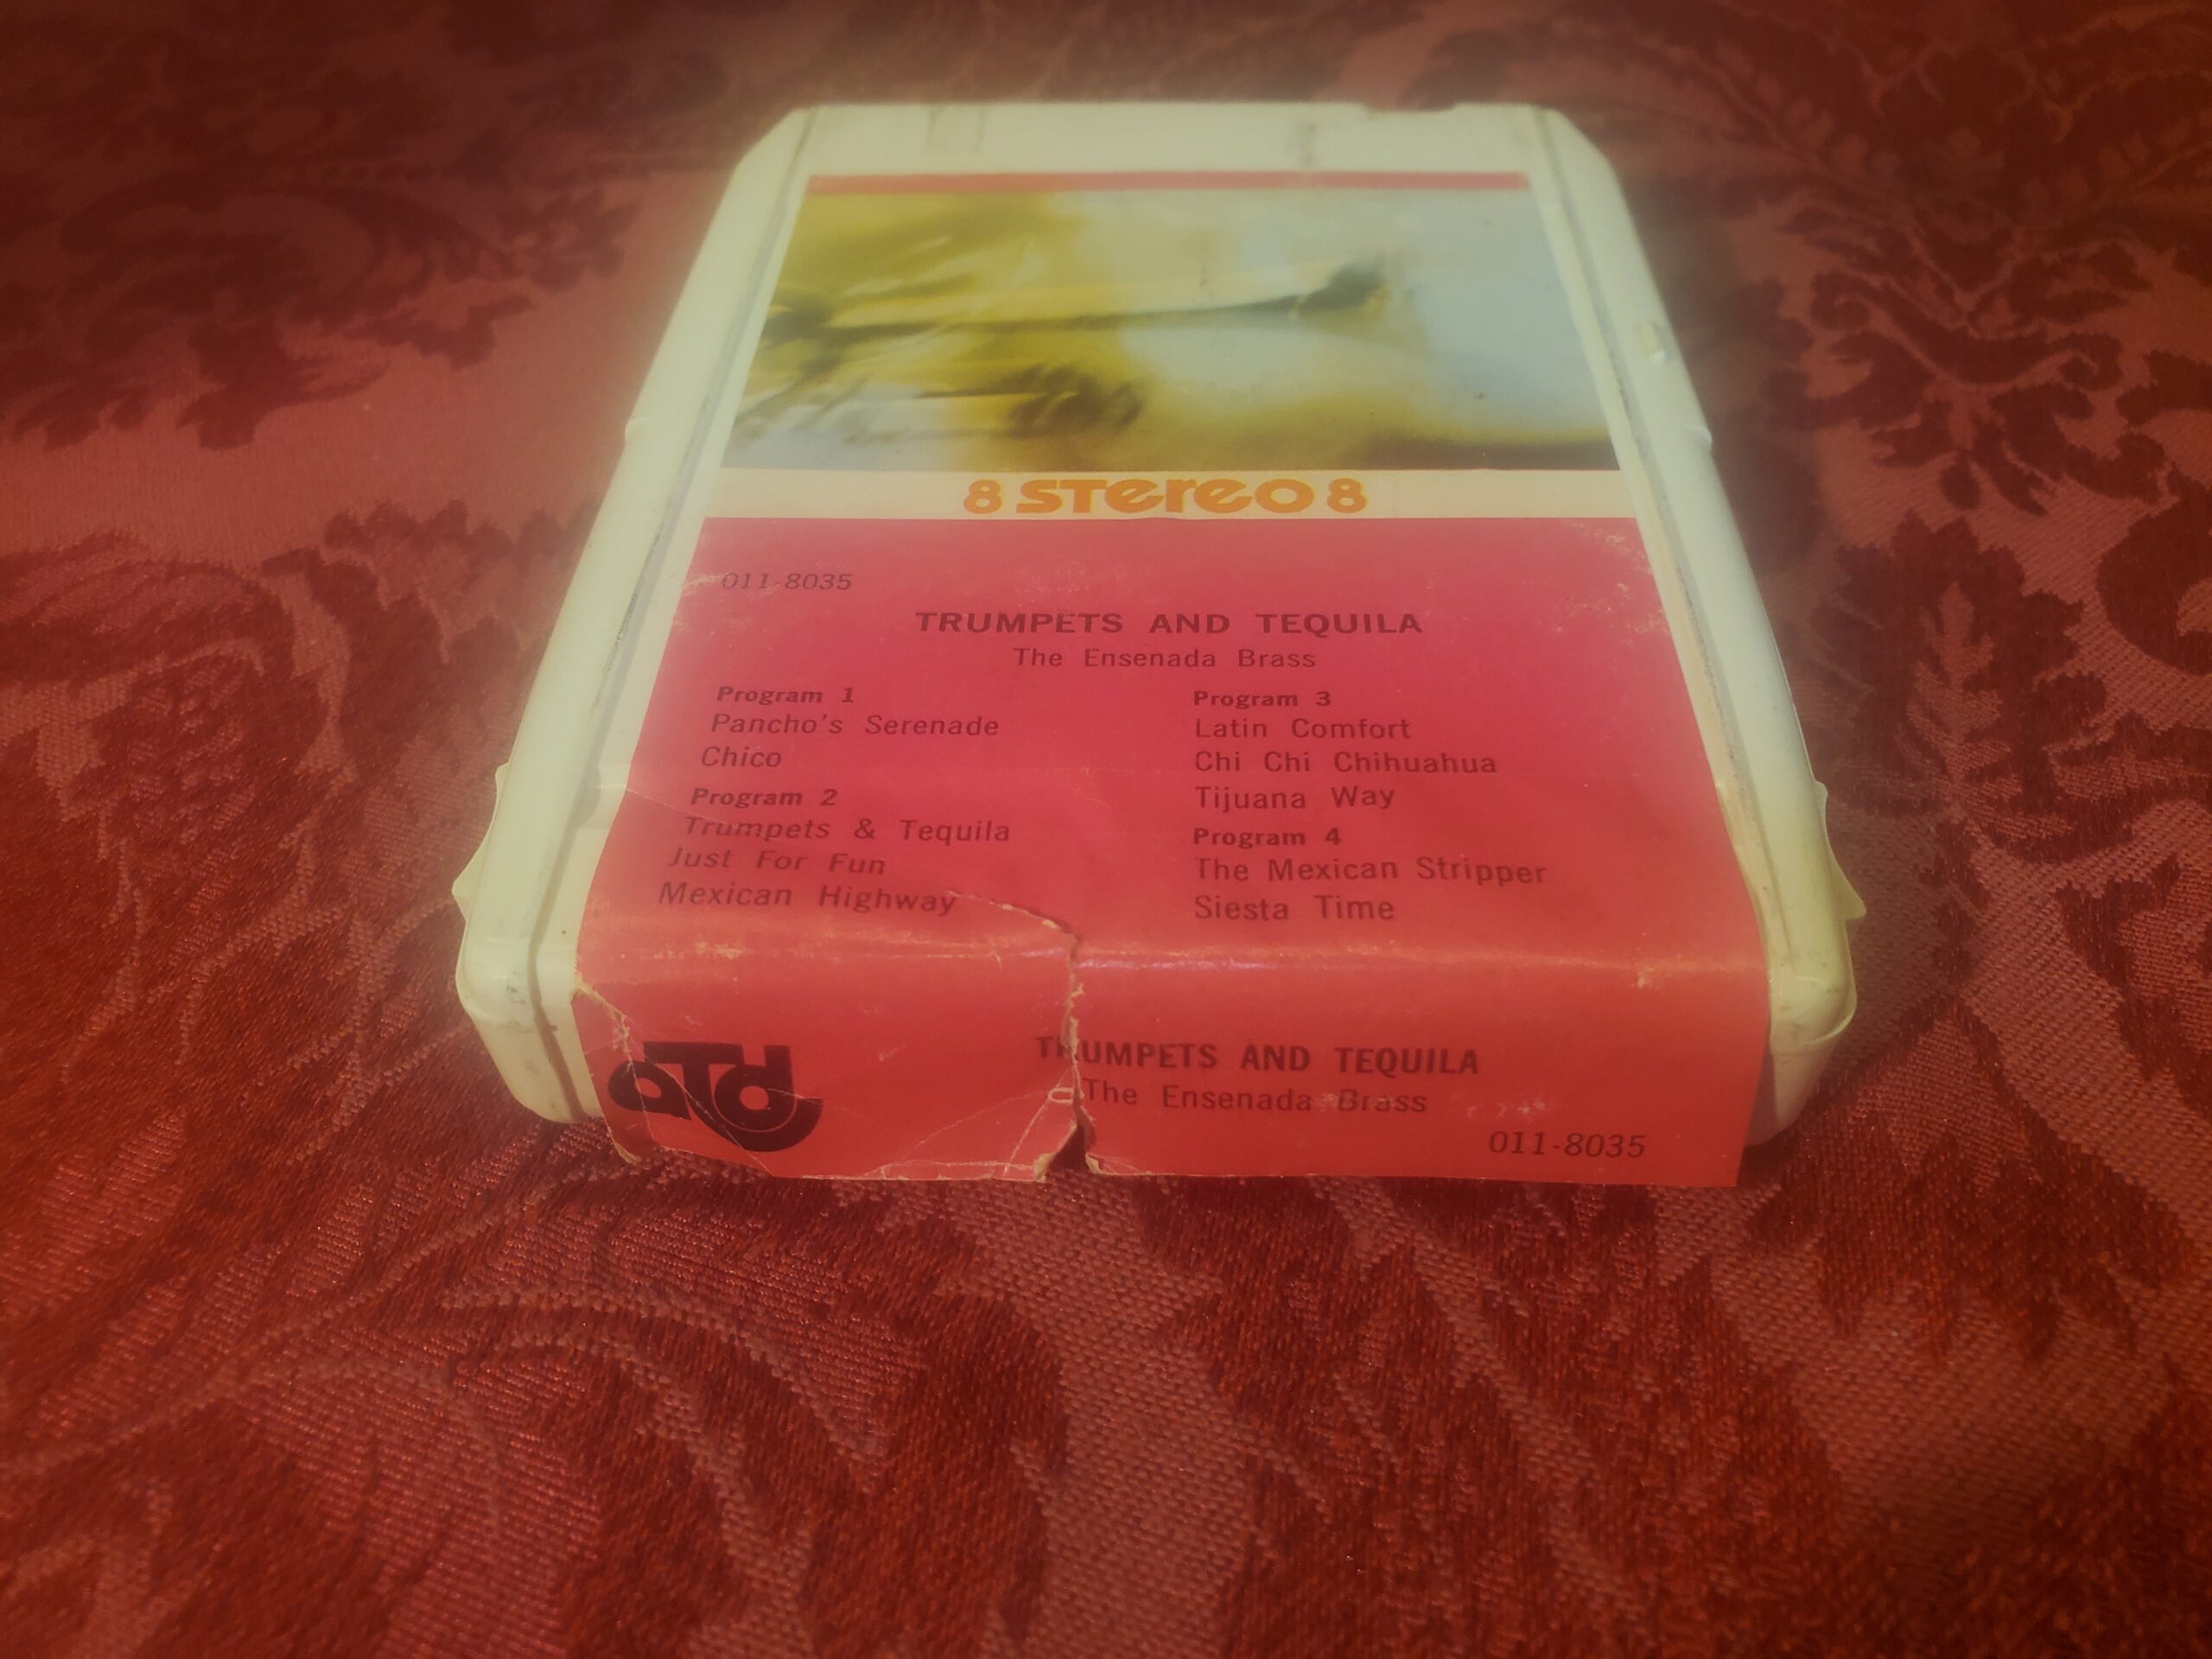 8 STereo 8
011-8035
TRUMPETS AND TEQUILA
The Ensenada Brass
Program 1
Pancho's Serenade
Chico
Program 2
Trumpets & Tequila
Just For Fun
Mexican Highway
Program 3
Latin Comfort
Chi Chi Chihuahua
Tijuana Way
Program 4
The Mexican Stripper
Siesta Time
aTd
TRUMPETS AND TEQUILA
The Ensenada Brass
011-8035